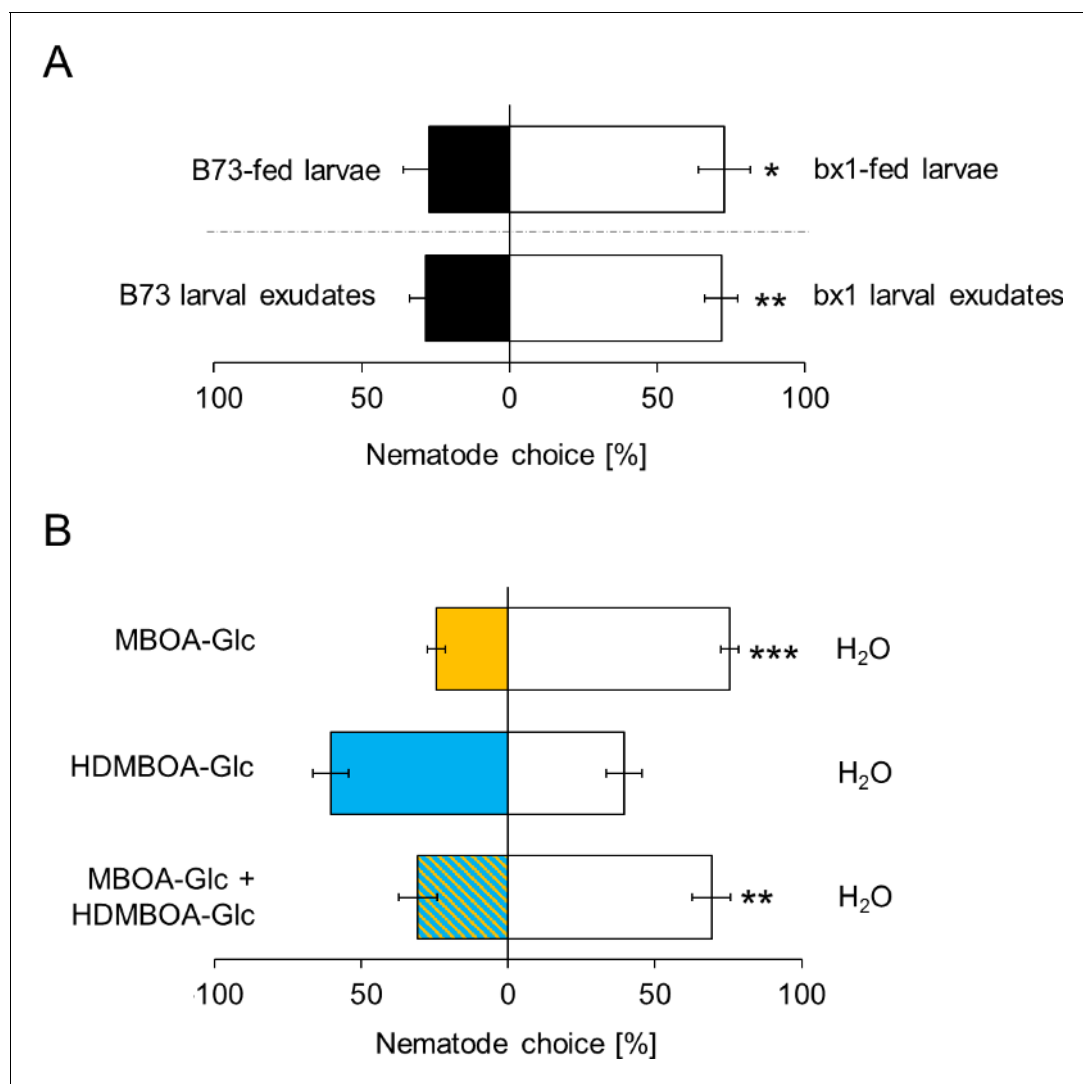 A
B73-fed larvae * bx1-fed larvae
B73 larval exudates ** bx1 larval exudates
100 50 0 50 100
Nematode choice [%]
B
MBOA-Glc *** H₂O
HDMBOA-Glc H₂O
MBOA-Glc +
HDMBOA-Glc ** H₂O
100 50 0 50 100
Nematode choice [%]